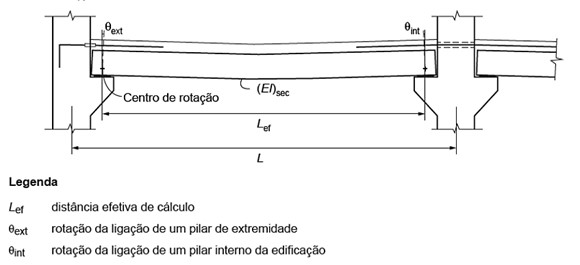 θext
θint
Centro de rotação
(EI)sec
Lef
L
Legenda
Lef distância efetiva de cálculo
θext rotação da ligação de um pilar de extremidade
θint rotação da ligação de um pilar interno da edificação